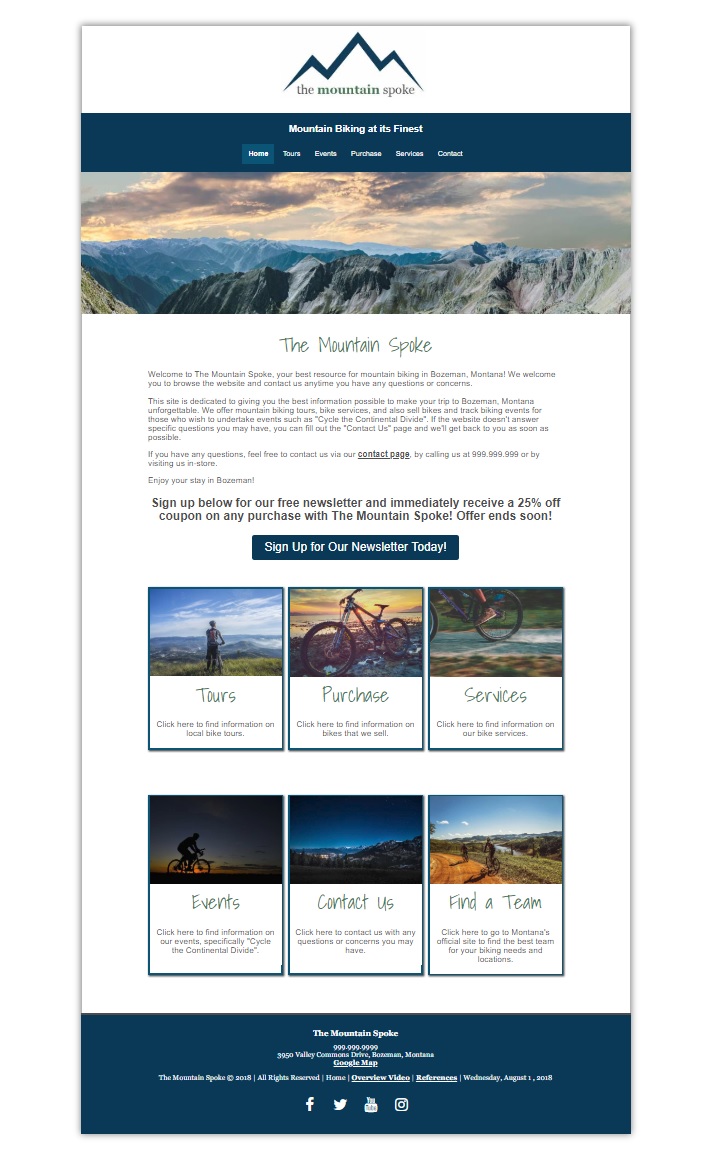 the mountain spoke
Mountain Biking at its Finest
Home Tours Events Purchase Services Contact
The Mountain Spoke
Welcome to The Mountain Spoke, your best resource for mountain biking in Bozeman, Montana! We welcome
you to browse the website and contact us anytime you have any questions or concerns.
This site is dedicated to giving you the best information possible to make your trip to Bozeman, Montana
unforgettable. We offer mountain biking tours, bike services, and also sell bikes and track biking events for
those who wish to undertake events such as "Cycle the Continental Divide". If the website doesn't answer
specific questions you may have, you can fill out the "Contact Us" page and we'll get back to you as soon as
possible.
If you have any questions, feel free to contact us via our contact page, by calling us at 999.999.999 or by
visiting us in-store.
Enjoy your stay in Bozeman!
Sign up below for our free newsletter and immediately receive a 25% off
coupon on any purchase with The Mountain Spoke! Offer ends soon!
Sign Up for Our Newsletter Today!
Tours
Click here to find information on
local bike tours.
Purchase
Click here to find information on
bikes that we sell.
Services
Click here to find information on
our bike services.
Events
Click here to find information on
our events, specifically "Cycle
the Continental Divide".
Contact Us
Click here to contact us with any
questions or concerns you may
have.
Find a Team
Click here to go to Montana's
official site to find the best team
for your biking needs and
locations.
The Mountain Spoke
999.999.9999
3950 Valley Commons Drive, Bozeman, Montana
Google Map
The Mountain Spoke © 2018 | All Rights Reserved | Home | Overview Video | References | Wednesday, August 1 , 2018
You
Tube